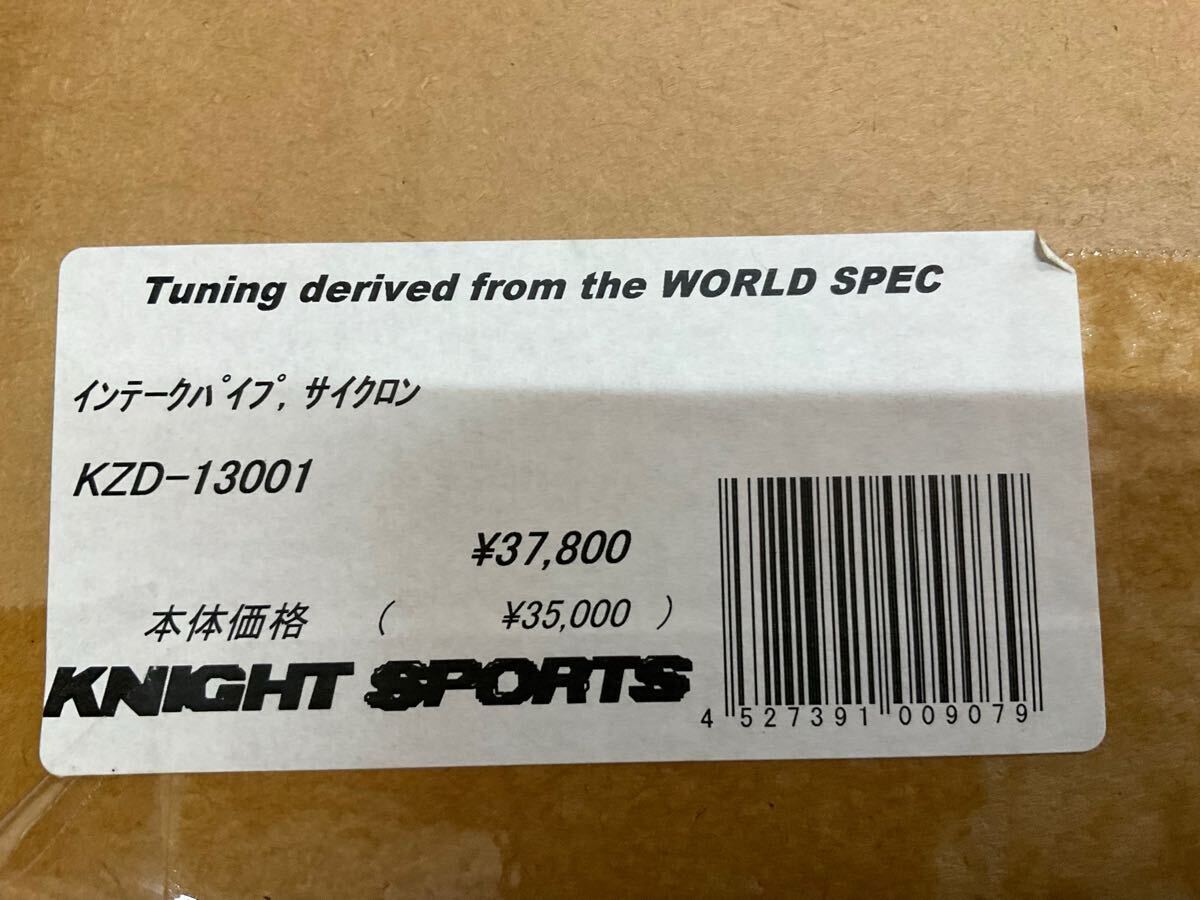 Tuning derived from the WORLD SPEC
インテークパイプ, サイクロン
KZD-13001
¥37,800
本体価格 ( ¥35,000 )
KNIGHT SPORTS
4 527391 009079